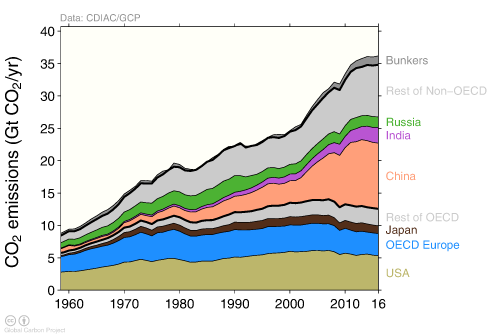 Data: CDIAC/GCP
CO2 emissions (Gt CO2/yr)
40
35
30
25
20
15
10
5
0
1960
1970
1980
1990
2000
2010
16
Bunkers
Rest of Non−OECD
Russia
India
China
Rest of OECD
Japan
OECD Europe
USA
Global Carbon Project